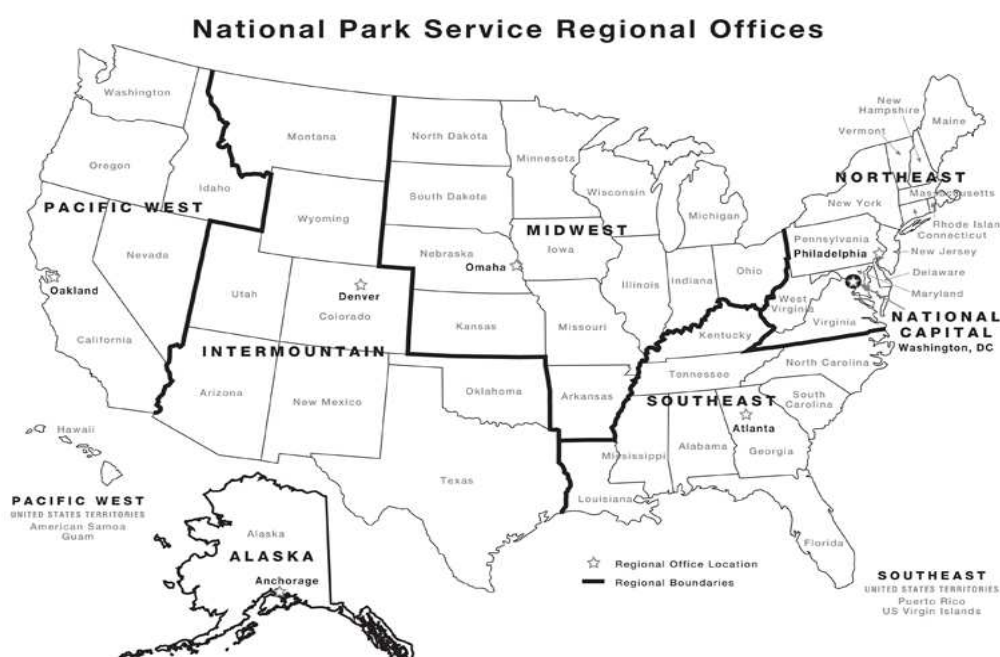 National Park Service Regional Offices
Washington
Oregon
Idaho
Montana
North Dakota
Minnesota
South Dakota
Wyoming
Wisconsin
Michigan
New
Hampshire
Maine
Vermont
NORTHEAST
Massachusetts
New York
Rhode Islan
Connecticut
PACIFIC WEST
Nevada
MIDWEST
Nebraska
Iowa
Omaha
Pennsylvania
Philadelphia
New Jersey
Delaware
Maryland
Oakland
Utah
Denver
Colorado
Illinois
Indiana
Ohio
West
Virginia
Virginia
NATIONAL
CAPITAL
Washington, DC
California
Kansas
Missouri
Kentucky
INTERMOUNTAIN
Tennessee
North Carolina
Arizona
New Mexico
Oklahoma
Arkansas
SOUTHEAST
South
Carolina
Atlanta
Hawaii
Texas
Mississippi
Alabama
Georgia
Louisiana
PACIFIC WEST
UNITED STATES TERRITORIES
American Samoa
Guam
Alaska
ALASKA
Anchorage
Florida
Regional Office Location
Regional Boundaries
SOUTHEAST
UNITED STATES TERRITORIES
Puerto Rico
US Virgin Islands